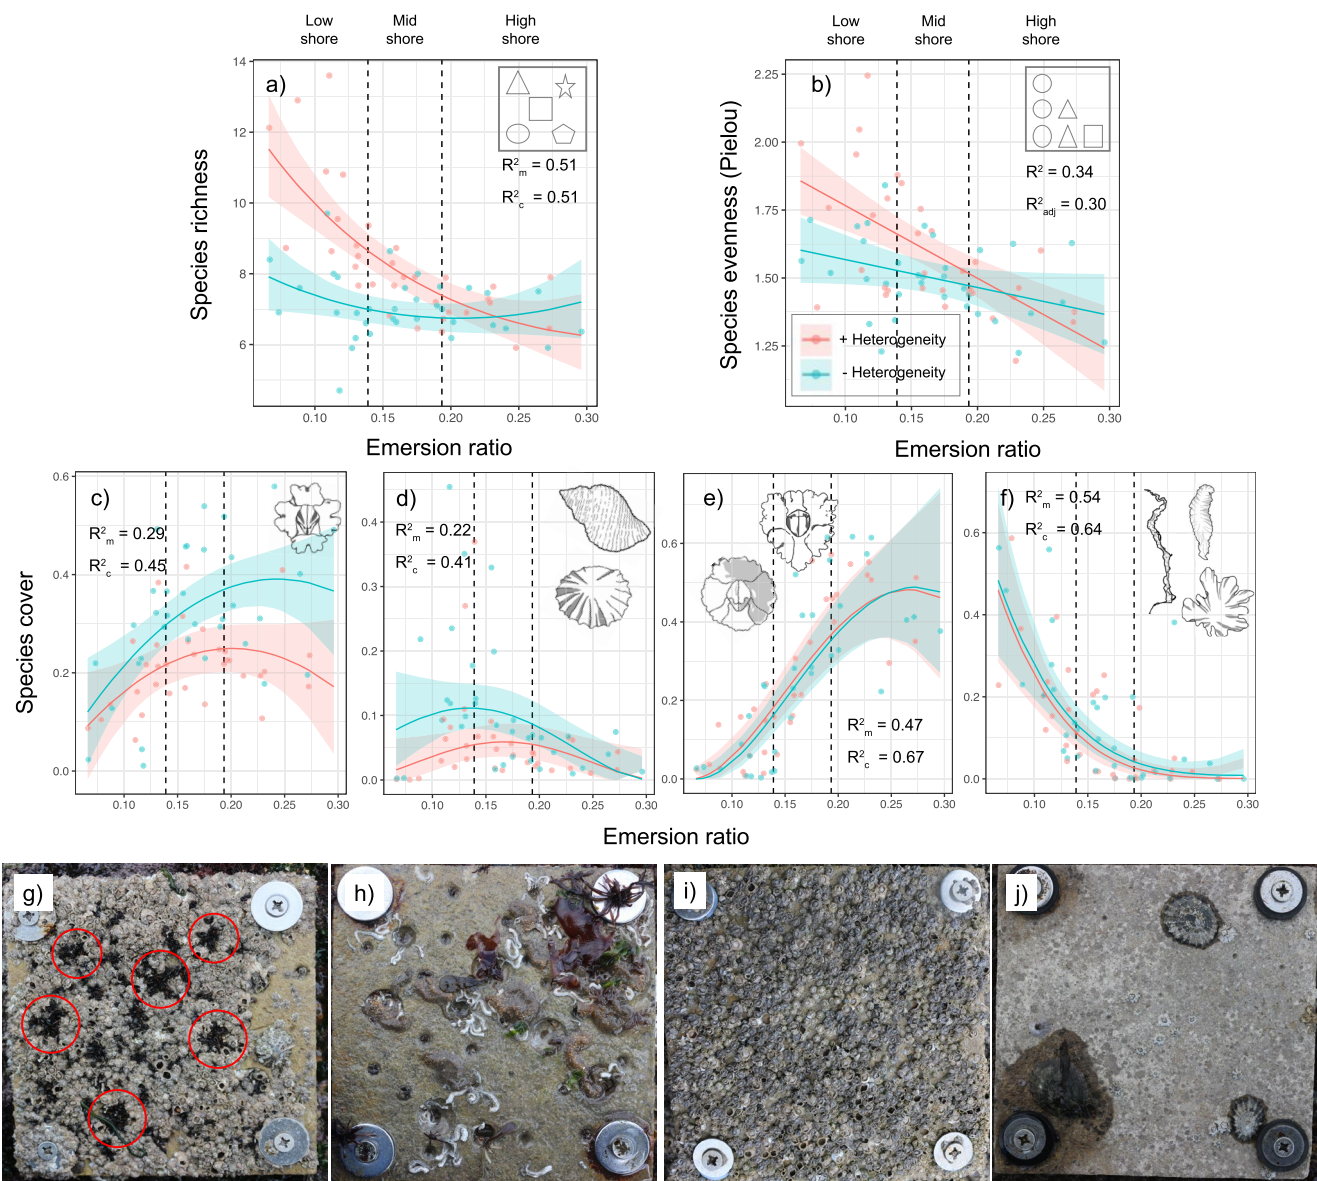 Low Mid High
shore shore shore
Low Mid High
shore shore shore
a)
R²m = 0.51
R²c = 0.51
Species richness
14
12
10
8
6
0.10 0.15 0.20 0.25 0.30
Emersion ratio
b)
R² = 0.34
R²adj = 0.30
Species evenness (Pielou)
2.25
2.00
1.75
1.50
1.25
+ Heterogeneity
- Heterogeneity
0.10 0.15 0.20 0.25 0.30
Emersion ratio
Species cover
c)
R²m = 0.29
R²c = 0.45
0.6
0.4
0.2
0.0
0.10 0.15 0.20 0.25 0.30
d)
R²m = 0.22
R²c = 0.41
0.4
0.3
0.2
0.1
0.0
0.10 0.15 0.20 0.25 0.30
e)
R²m = 0.47
R²c = 0.67
0.6
0.4
0.2
0.0
0.10 0.15 0.20 0.25 0.30
f)
R²m = 0.54
R²c = 0.64
0.6
0.4
0.2
0.0
0.10 0.15 0.20 0.25 0.30
Emersion ratio
g)
h)
i)
j)